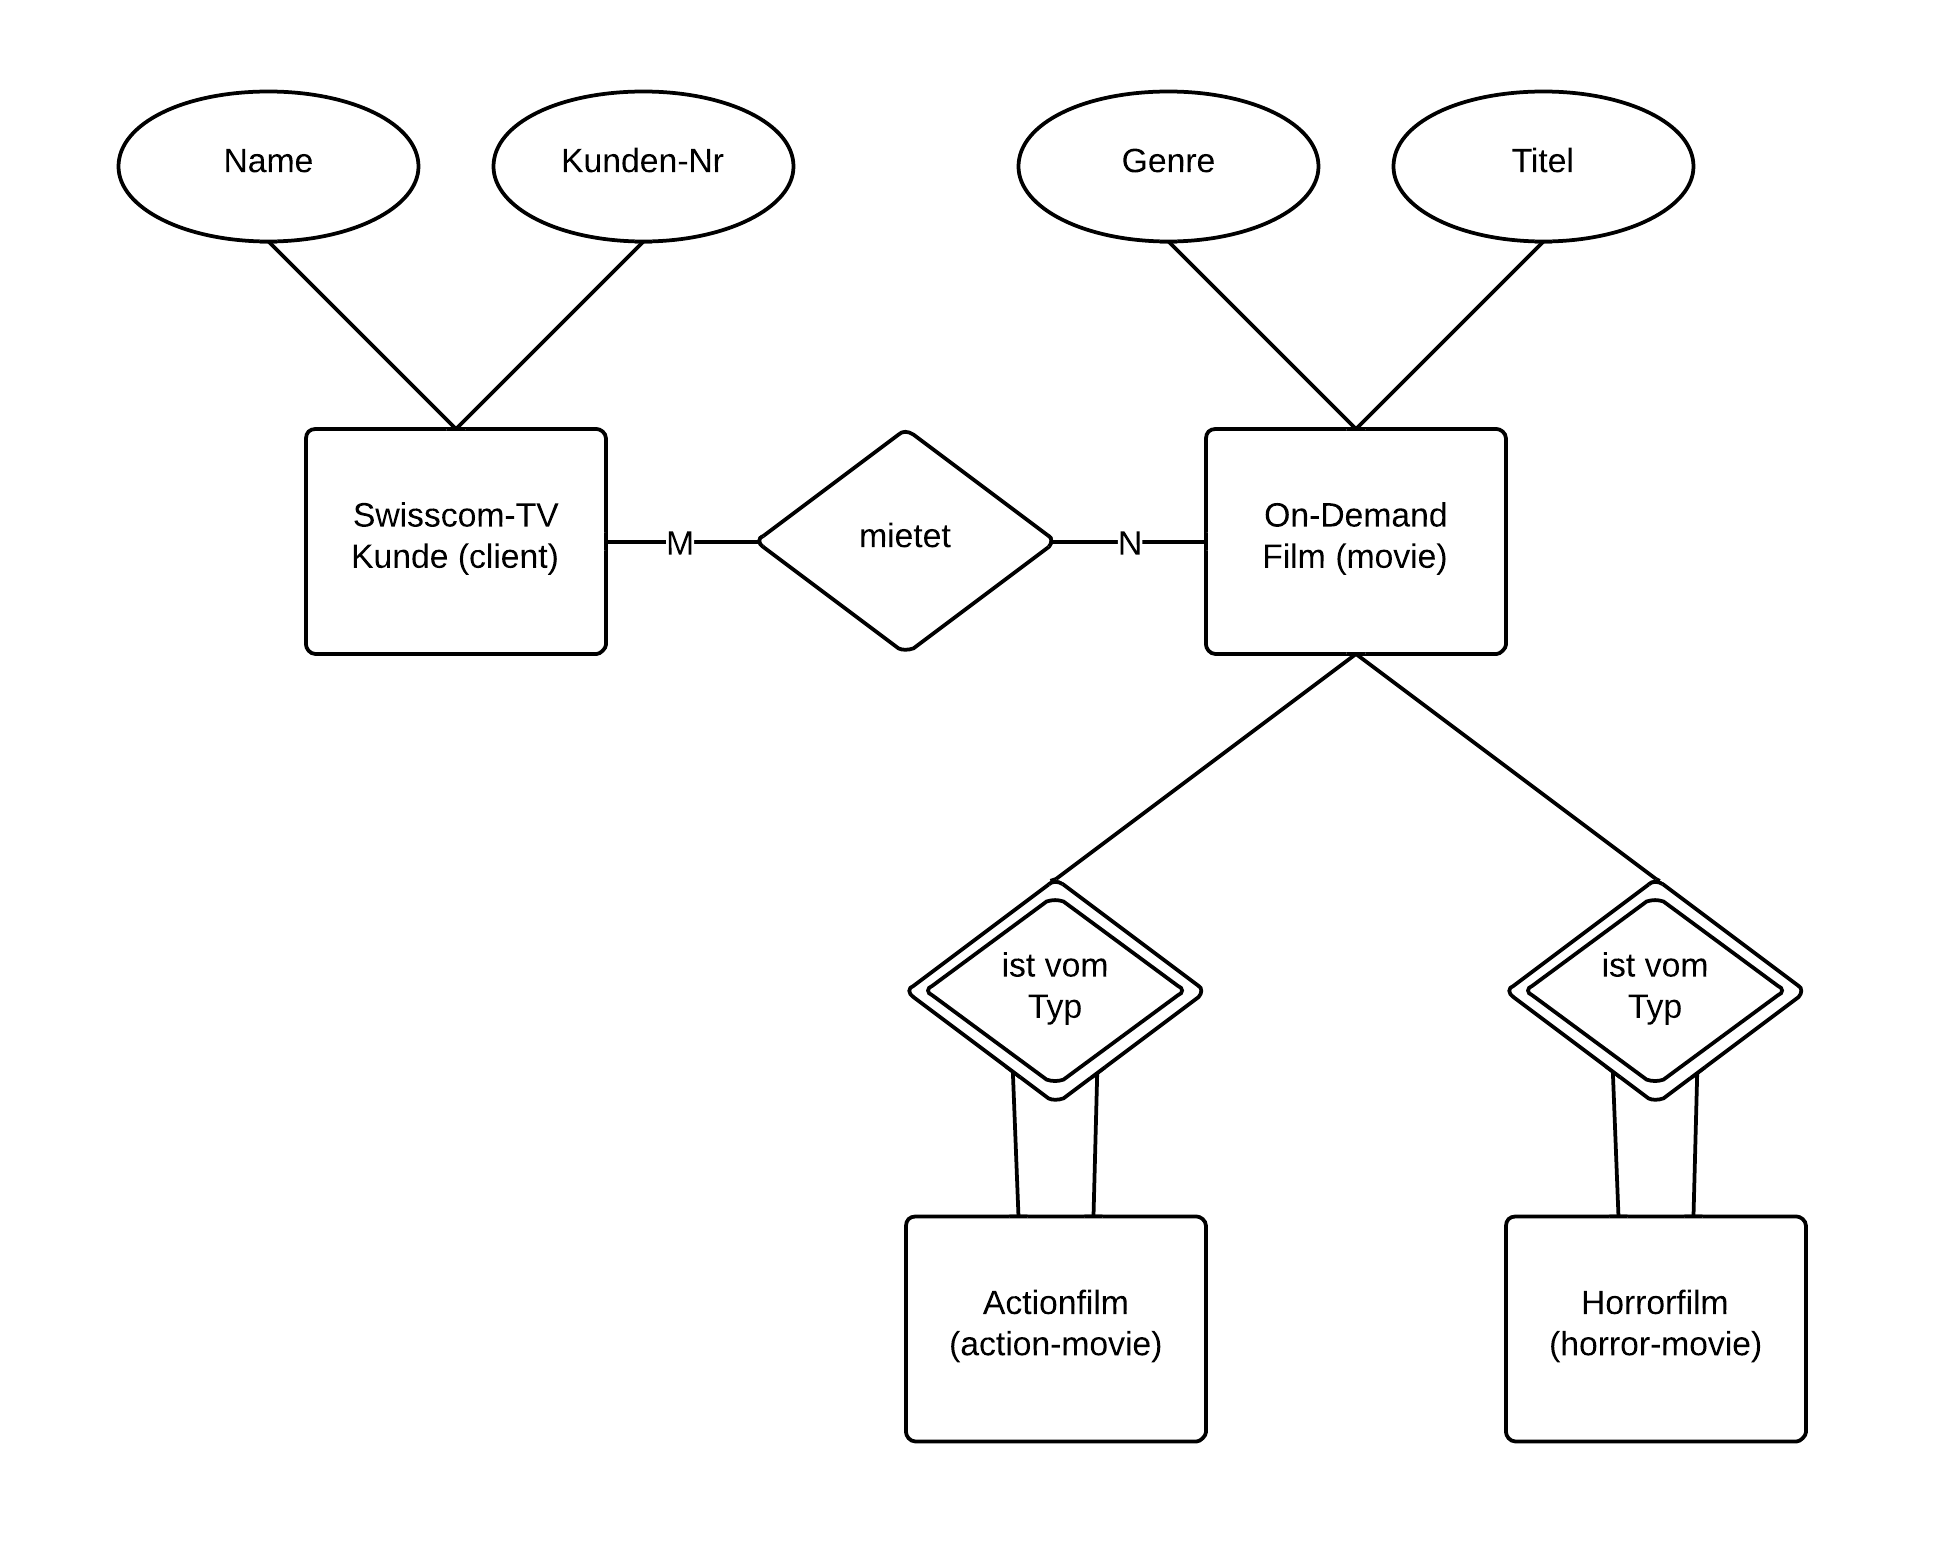 Name
Kunden-Nr
Genre
Titel
Swisscom-TV
Kunde (client)
M
mietet
N
On-Demand
Film (movie)
ist vom
Typ
ist vom
Typ
Actionfilm
(action-movie)
Horrorfilm
(horror-movie)